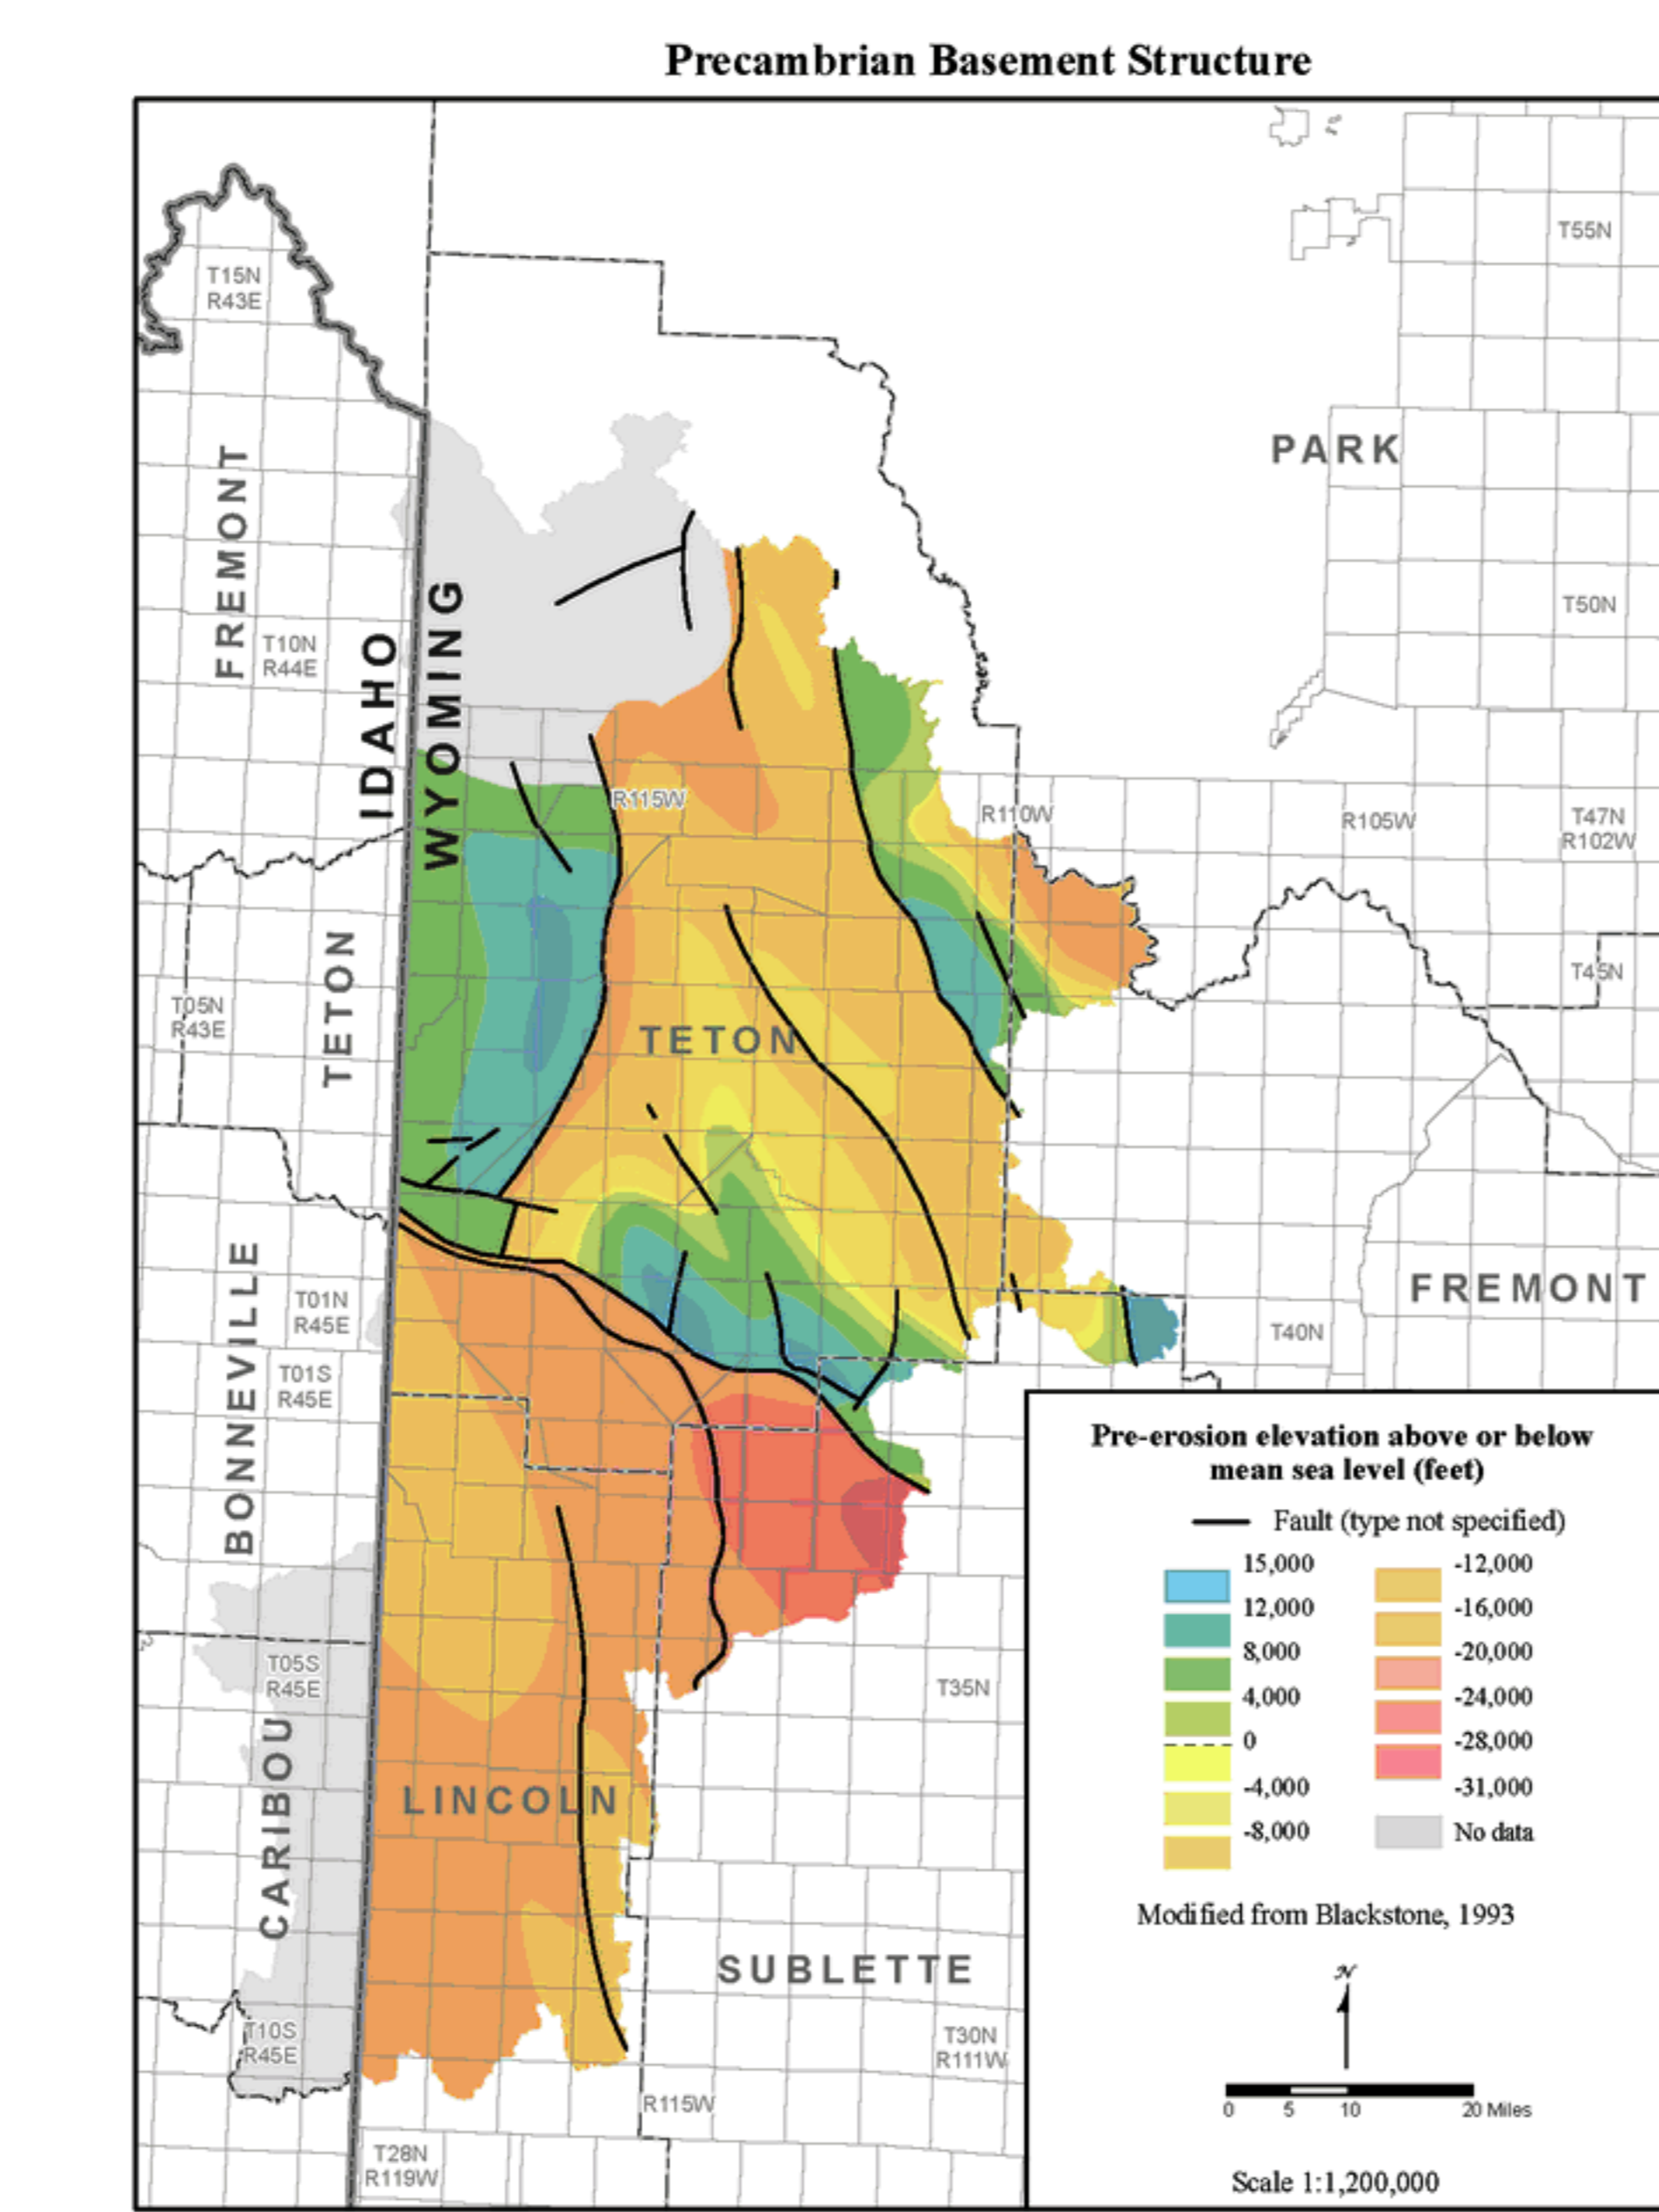 Precambrian Basement Structure
T55N
T15N
R43E
PARK
FREMONT
T50N
T10N
R44E
IDAHO
WYOMING
R115W
R110W
R105W
T47N
R102W
TETON
T45N
T05N
R43E
TETON
BONNEVILLE
FREMONT
T01N
R45E
T40N
T01S
R45E
Pre-erosion elevation above or below
mean sea level (feet)
Fault (type not specified)
15,000
12,000
8,000
4,000
0
-4,000
-8,000
-12,000
-16,000
-20,000
-24,000
-28,000
-31,000
No data
T05S
R45E
T35N
CARIBOU
LINCOLN
Modified from Blackstone, 1993
SUBLETTE
N
T10S
R45E
T30N
R111W
R115W
0 5 10 20 Miles
T28N
R119W
Scale 1:1,200,000